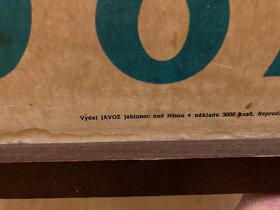 Vydal JAVOZ Jablonec nad Nisou v nákladu 3000 kusů, Reprod